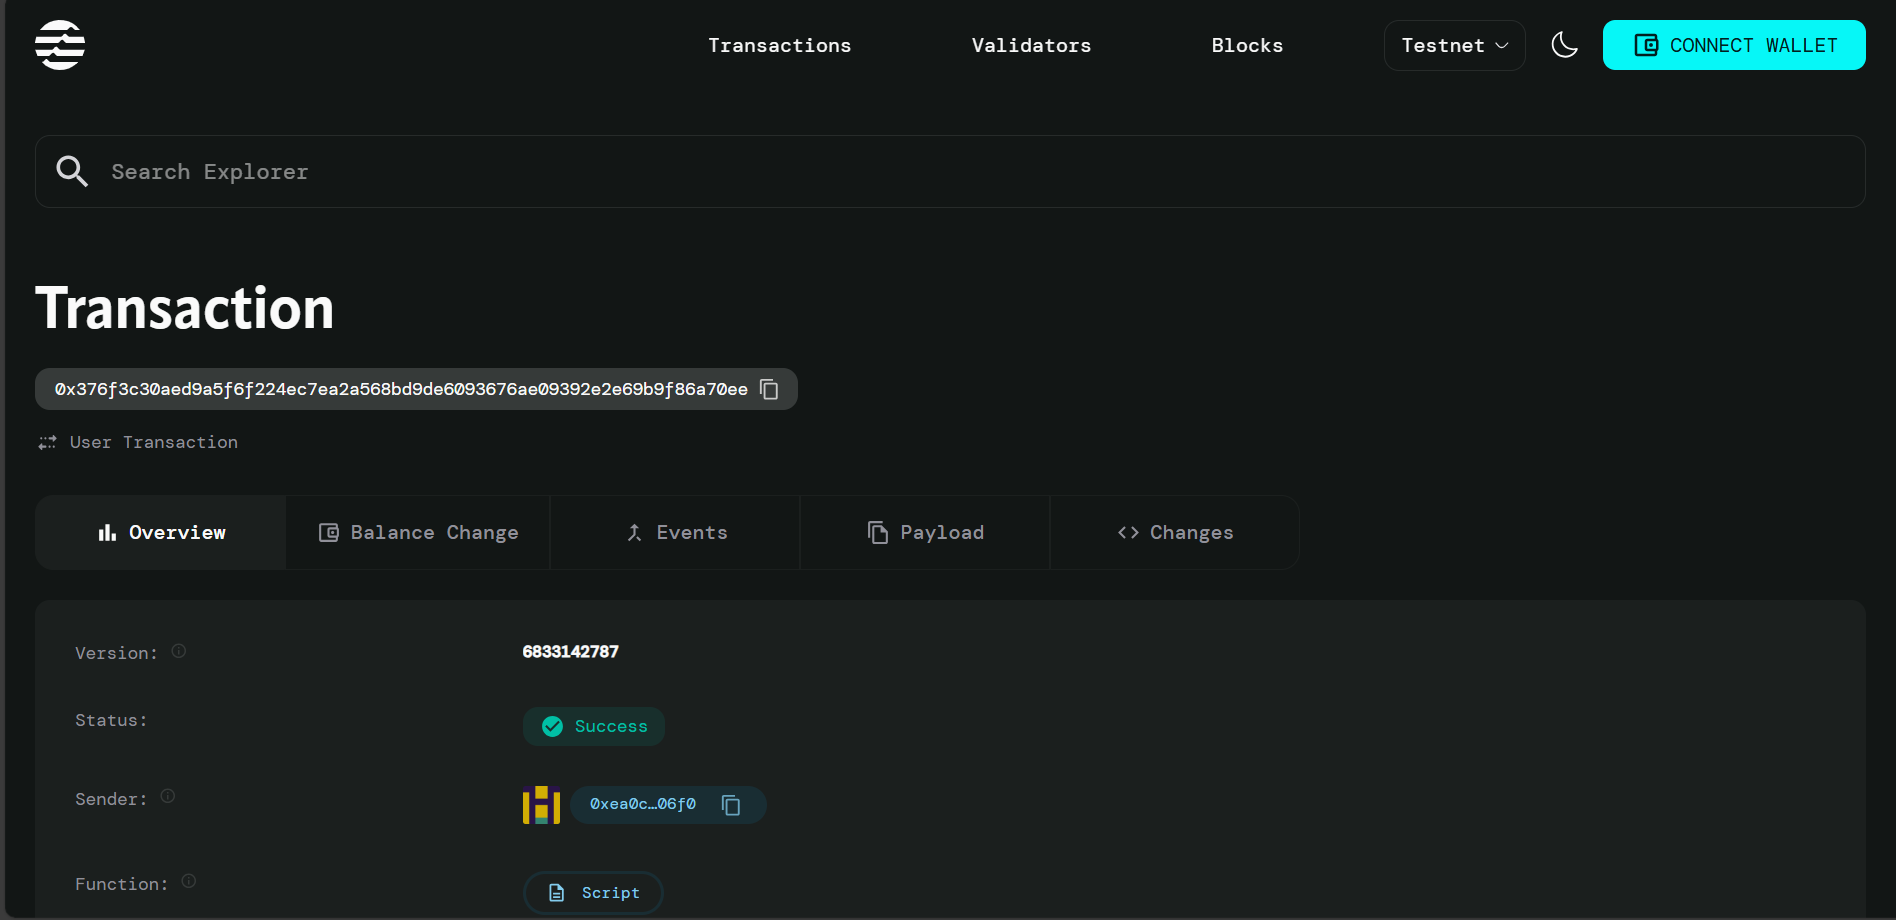 Transactions Validators Blocks Testnet CONNECT WALLET
Search Explorer
Transaction
0x376f3c30aed9a5f6f224ec7ea2a568bd9de6093676ae09392e2e69b9f86a70ee
User Transaction
Overview Balance Change Events Payload Changes
Version: 6833142787
Status: Success
Sender: 0xea0c…06f0
Function: Script